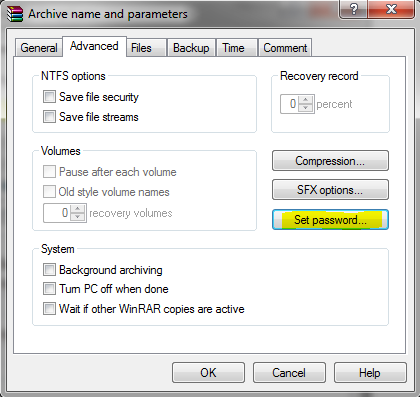 Archive name and parameters
General Advanced Files Backup Time Comment
NTFS options
Save file security
Save file streams
Recovery record
0 percent
Volumes
Pause after each volume
Old style volume names
0 recovery volumes
Compression...
SFX options...
Set password...
System
Background archiving
Turn PC off when done
Wait if other WinRAR copies are active
OK Cancel Help